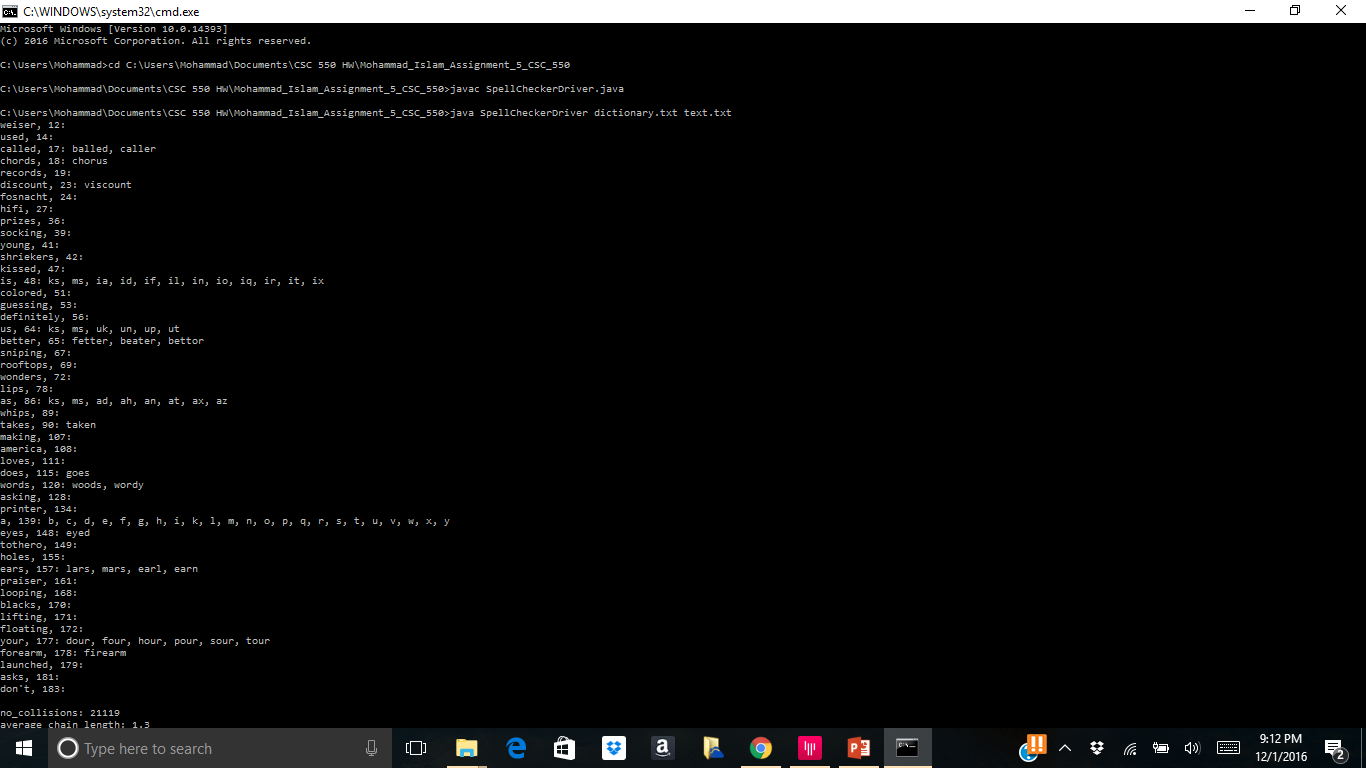 C:\WINDOWS\system32\cmd.exe
Microsoft Windows [Version 10.0.14393]
(c) 2016 Microsoft Corporation. All rights reserved.
C:\Users\Mohammad>cd C:\Users\Mohammad\Documents\CSC 550 HW\Mohammad_Islam_Assignment_5_CSC_550
C:\Users\Mohammad\Documents\CSC 550 HW\Mohammad_Islam_Assignment_5_CSC_550>javac SpellCheckerDriver.java
C:\Users\Mohammad\Documents\CSC 550 HW\Mohammad_Islam_Assignment_5_CSC_550>java SpellCheckerDriver dictionary.txt text.txt
weiser, 12:
used, 14:
called, 17: balled, caller
chords, 18: chorus
records, 19:
discount, 23: viscount
fosnacht, 24:
hifi, 27:
prizes, 36:
socking, 39:
young, 41:
shriekers, 42:
kissed, 47:
is, 48: ks, ms, ia, id, if, il, in, io, iq, ir, it, ix
colored, 51:
guessing, 53:
definitely, 56:
us, 64: ks, ms, uk, un, up, ut
better, 65: fetter, beater, bettor
sniping, 67:
rooftops, 69:
wonders, 72:
lips, 78:
as, 86: ks, ms, ad, ah, an, at, ax, az
whips, 89:
takes, 90: taken
making, 107:
america, 108:
loves, 111:
does, 115: goes
words, 120: woods, wordy
asking, 128:
printer, 134:
a, 139: b, c, d, e, f, g, h, i, k, l, m, n, o, p, q, r, s, t, u, v, w, x, y
eyes, 148: eyed
tothero, 149:
holes, 155:
ears, 157: lars, mars, earl, earn
praiser, 161:
looping, 168:
blacks, 170:
lifting, 171:
floating, 172:
your, 177: dour, four, hour, pour, sour, tour
forearm, 178: firearm
launched, 179:
asks, 181:
don't, 183:
no_collisions: 21119
average chain length: 1.3
Type here to search
9:12 PM
12/1/2016
2